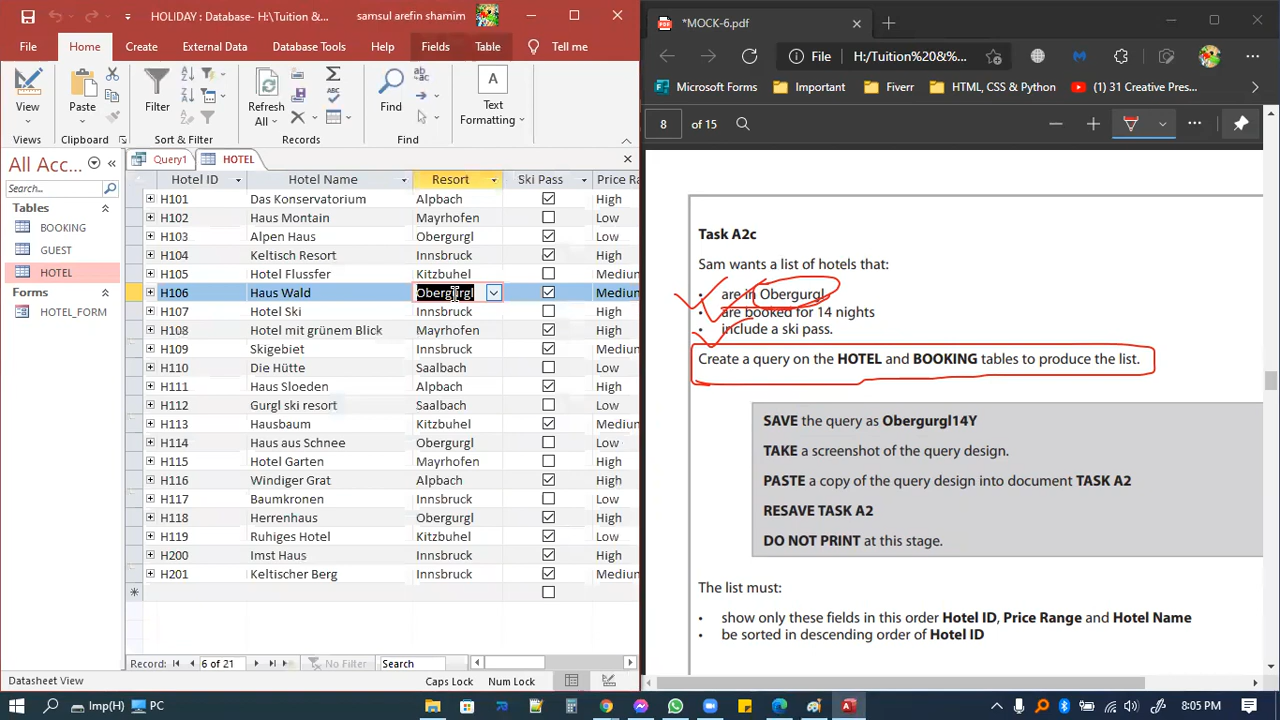 HOLIDAY : Database- H:\Tuition &...
samsul arefin shamim
File Home Create External Data Database Tools Help Fields Table Tell me
View
Paste
Filter
Refresh
All
Find
Text
Formatting
Views Clipboard Sort & Filter Records Find
All Acc...
Search...
Tables
BOOKING
GUEST
HOTEL
Forms
HOTEL_FORM
Query1 HOTEL
Hotel ID Hotel Name Resort Ski Pass Price Ra
H101 Das Konservatorium Alpbach High
H102 Haus Montain Mayrhofen Low
H103 Alpen Haus Obergurgl Low
H104 Keltisch Resort Innsbruck High
H105 Hotel Flussfer Kitzbuhel Medium
H106 Haus Wald Obergurgl Medium
H107 Hotel Ski Innsbruck High
H108 Hotel mit grünem Blick Mayrhofen High
H109 Skigebiet Innsbruck Low
H110 Die Hütte Saalbach Low
H111 Haus Sloeden Alpbach High
H112 Gurgl ski resort Saalbach Low
H113 Hausbaum Kitzbuhel Medium
H114 Haus aus Schnee Obergurgl Low
H115 Hotel Garten Mayrhofen High
H116 Windiger Grat Alpbach High
H117 Baumkronen Innsbruck Low
H118 Herrenhaus Obergurgl High
H119 Ruhiges Hotel Kitzbuhel Low
H200 Imst Haus Innsbruck High
H201 Keltischer Berg Innsbruck Medium
Record: 6 of 21 No Filter Search
Datasheet View Caps Lock Num Lock
*MOCK-6.pdf
File H:/Tuition%20&t%...
Microsoft Forms Important Fiverr HTML, CSS & Python (31) Creative Pres...
8 of 15
Task A2c
Sam wants a list of hotels that:
• are in Obergurgl
• are booked for 14 nights
• include a ski pass.
Create a query on the HOTEL and BOOKING tables to produce the list.
SAVE the query as Obergurgl14Y
TAKE a screenshot of the query design.
PASTE a copy of the query design into document TASK A2
RESAVE TASK A2
DO NOT PRINT at this stage.
The list must:
• show only these fields in this order Hotel ID, Price Range and Hotel Name
• be sorted in descending order of Hotel ID
Imp(H) PC
8:05 PM